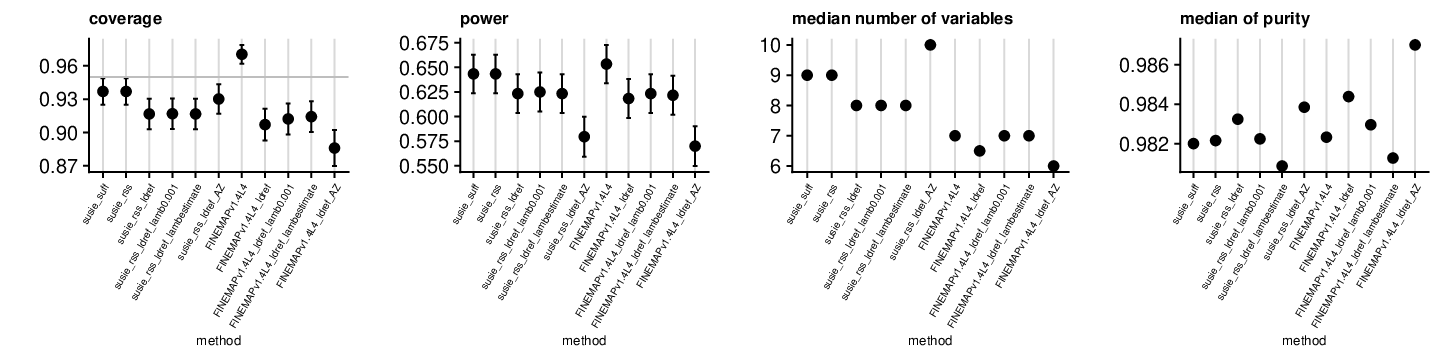 coverage
0.96
0.93
0.90
0.87
susie_suff
susie_rss
susie_rss_ldref
susie_rss_ldref_lamb0.001
susie_rss_ldref_lambestimate
susie_rss_ldref_AZ
FINEMAPv1.4L4
FINEMAPv1.4L4_ldref
FINEMAPv1.4L4_ldref_lamb0.001
FINEMAPv1.4L4_ldref_lambestimate
FINEMAPv1.4L4_ldref_AZ
method
power
0.675
0.650
0.625
0.600
0.575
0.550
susie_suff
susie_rss
susie_rss_ldref
susie_rss_ldref_lamb0.001
susie_rss_ldref_lambestimate
susie_rss_ldref_AZ
FINEMAPv1.4L4
FINEMAPv1.4L4_ldref
FINEMAPv1.4L4_ldref_lamb0.001
FINEMAPv1.4L4_ldref_lambestimate
FINEMAPv1.4L4_ldref_AZ
method
median number of variables
10
9
8
7
6
susie_suff
susie_rss
susie_rss_ldref
susie_rss_ldref_lamb0.001
susie_rss_ldref_lambestimate
susie_rss_ldref_AZ
FINEMAPv1.4L4
FINEMAPv1.4L4_ldref
FINEMAPv1.4L4_ldref_lamb0.001
FINEMAPv1.4L4_ldref_lambestimate
FINEMAPv1.4L4_ldref_AZ
method
median of purity
0.986
0.984
0.982
susie_suff
susie_rss
susie_rss_ldref
susie_rss_ldref_lamb0.001
susie_rss_ldref_lambestimate
susie_rss_ldref_AZ
FINEMAPv1.4L4
FINEMAPv1.4L4_ldref
FINEMAPv1.4L4_ldref_lamb0.001
FINEMAPv1.4L4_ldref_lambestimate
FINEMAPv1.4L4_ldref_AZ
method